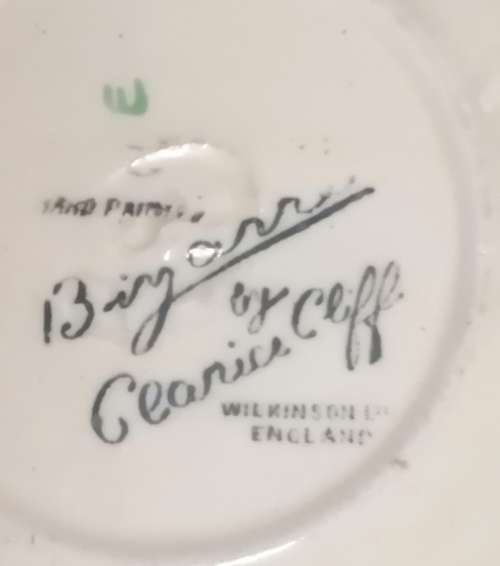 E
HAND PAINTED
Bizarre
by
Clarice Cliff
WILKINSON LTD
ENGLAND